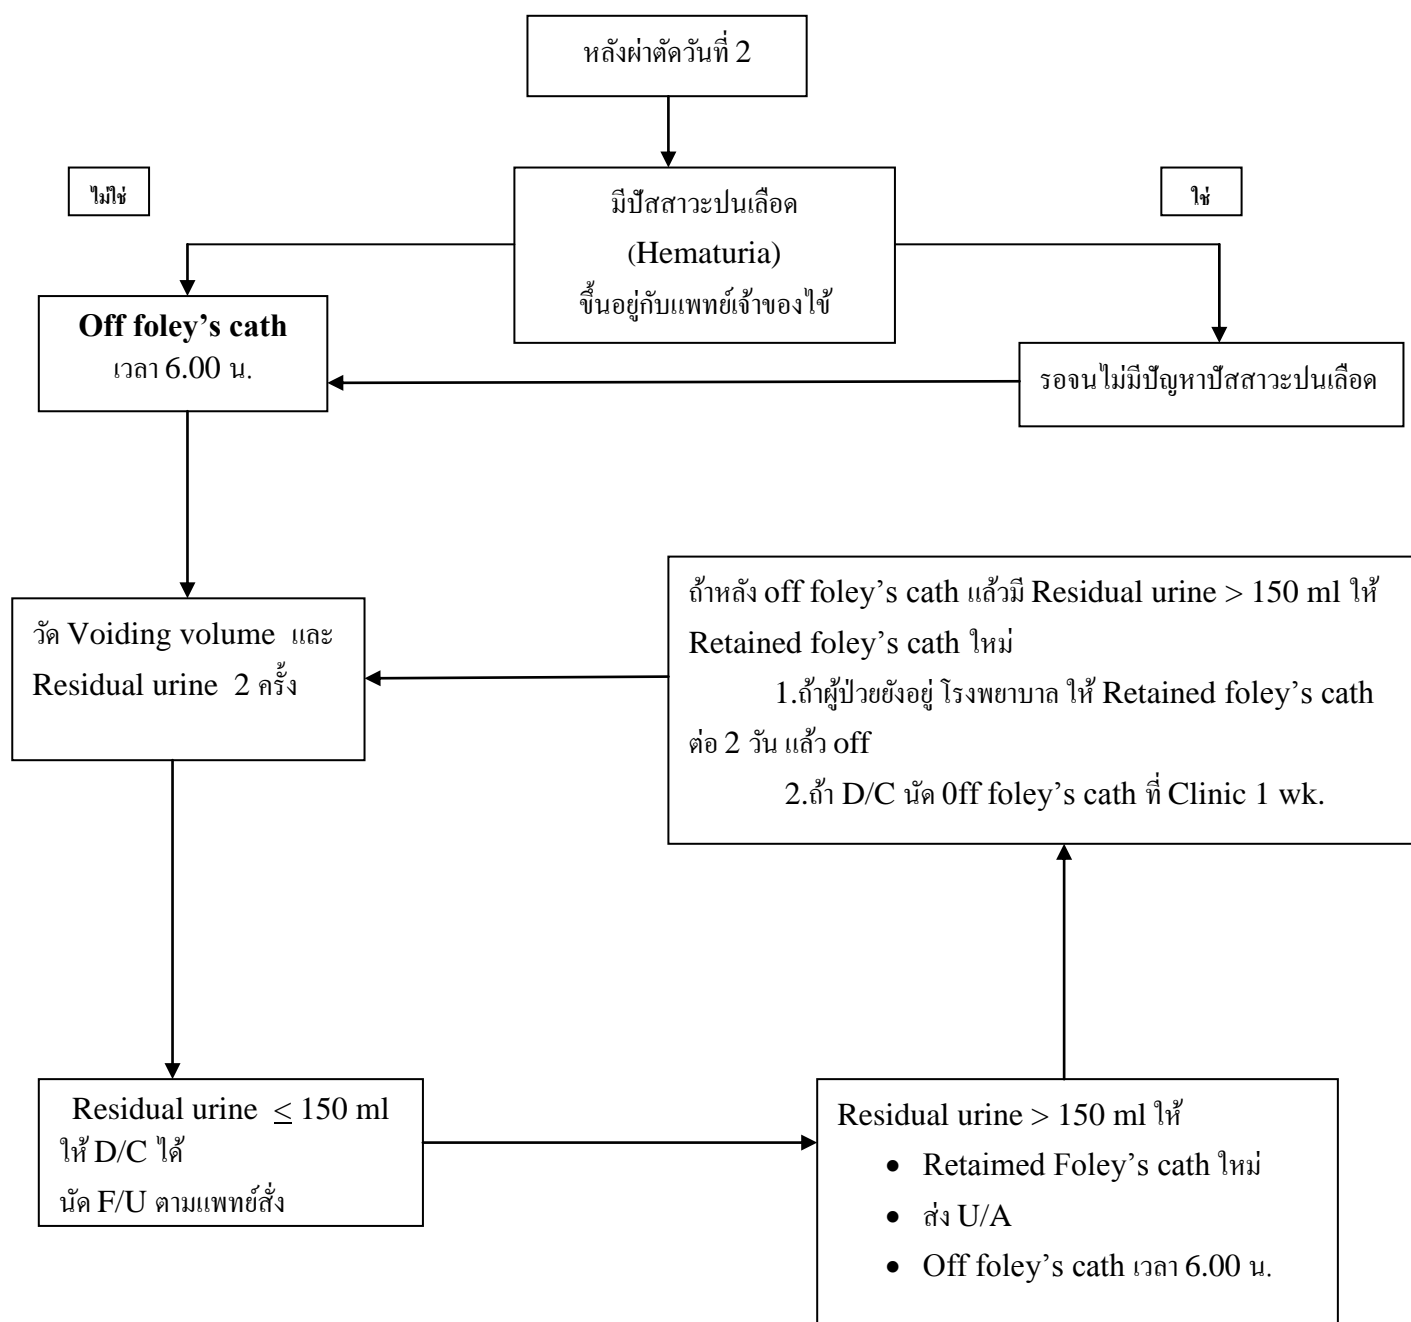 หลังผ่าตัดวันที่ 2
ไม่ใช่
มีปัสสาวะปนเลือด
(Hematuria)
ขึ้นอยู่กับแพทย์เจ้าของไข้
ใช่
Off foley’s cath
เวลา 6.00 น.
รอจนไม่มีปัญหาปัสสาวะปนเลือด
วัด Voiding volume และ
Residual urine 2 ครั้ง
ถ้าหลัง off foley’s cath แล้วมี Residual urine > 150 ml ให้
Retained foley’s cath ใหม่
1.ถ้าผู้ป่วยยังอยู่ โรงพยาบาล ให้ Retained foley’s cath
ต่อ 2 วัน แล้ว off
2.ถ้า D/C นัด 0ff foley’s cath ที่ Clinic 1 wk.
Residual urine ≤ 150 ml
ให้ D/C ได้
นัด F/U ตามแพทย์สั่ง
Residual urine > 150 ml ให้
• Retaimed Foley’s cath ใหม่
• ส่ง U/A
• Off foley’s cath เวลา 6.00 น.